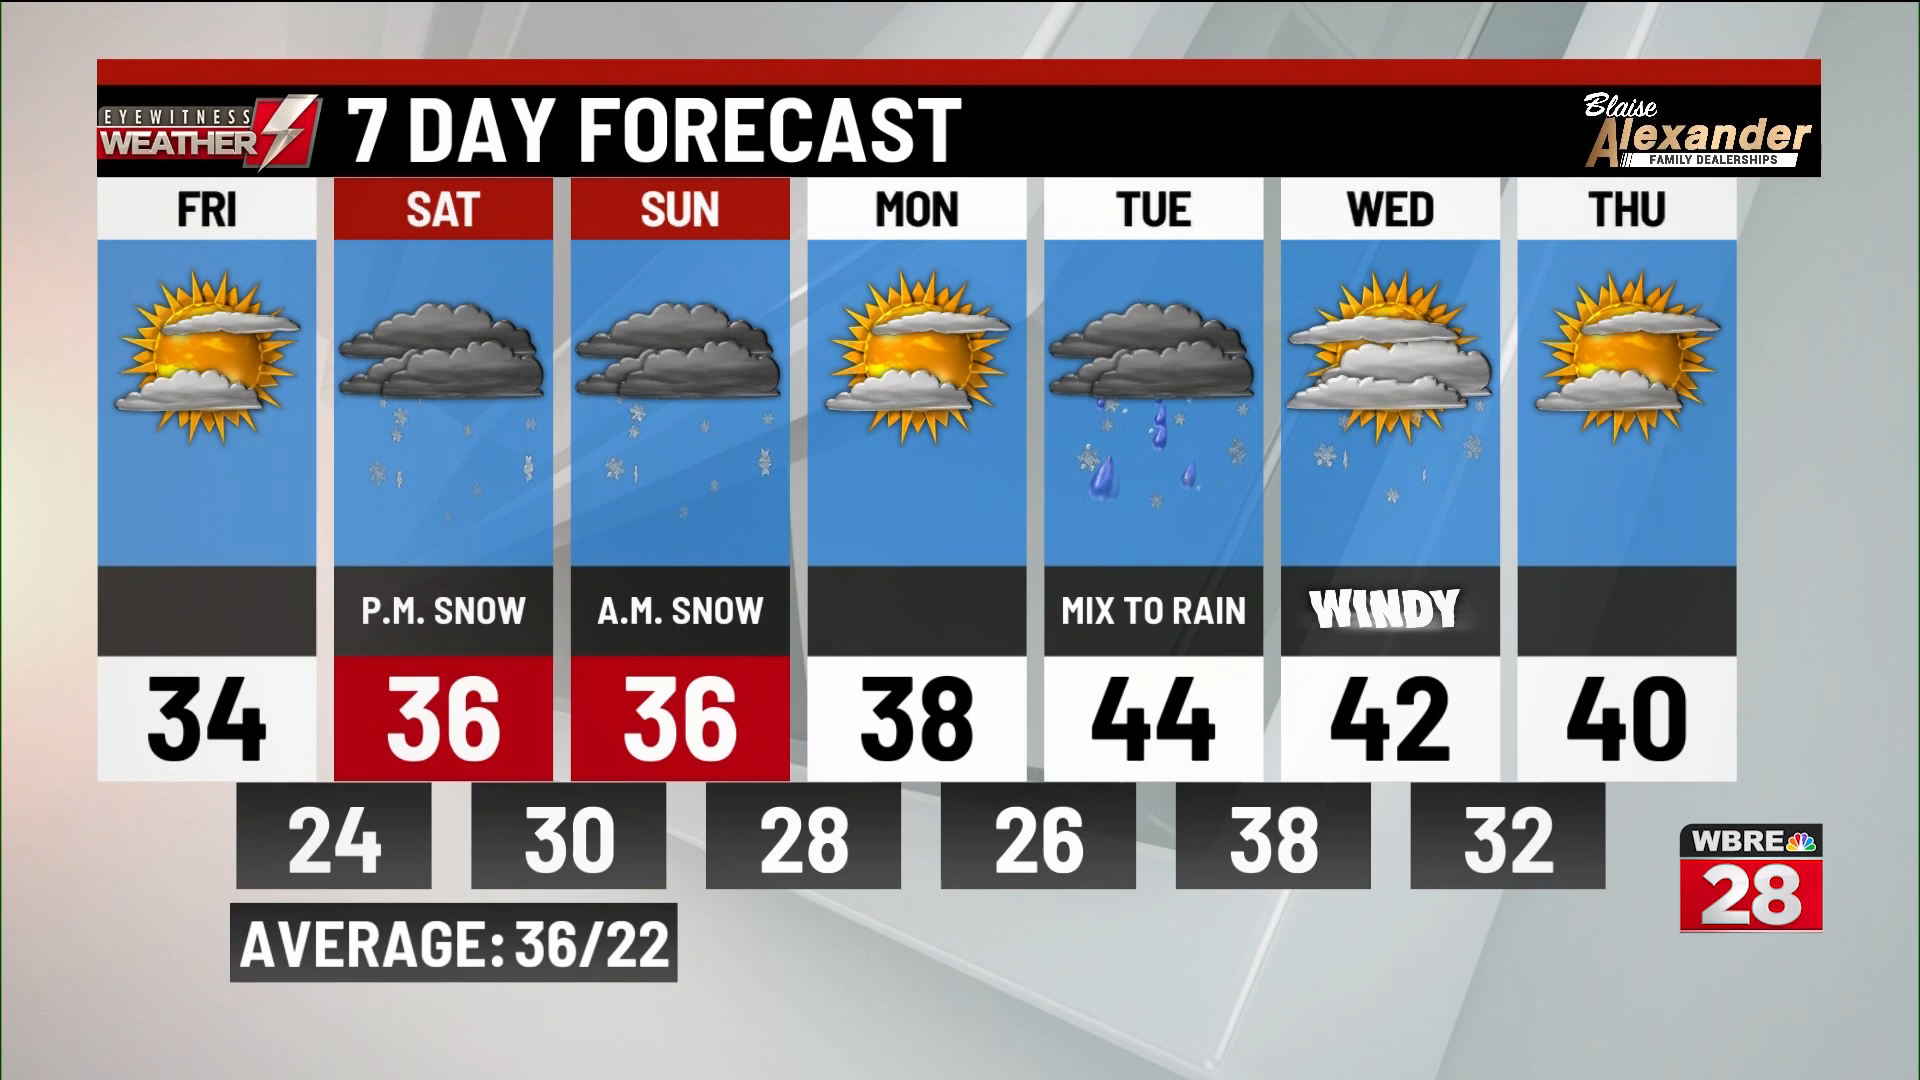 EYEWITNESS
WEATHER
7 DAY FORECAST
Blaise
Alexander
FAMILY DEALERSHIPS
FRI SAT SUN MON TUE WED THU
P.M. SNOW A.M. SNOW MIX TO RAIN WINDY
34 36 36 38 44 42 40
24 30 28 26 38 32
WBRE
28
AVERAGE: 36/22